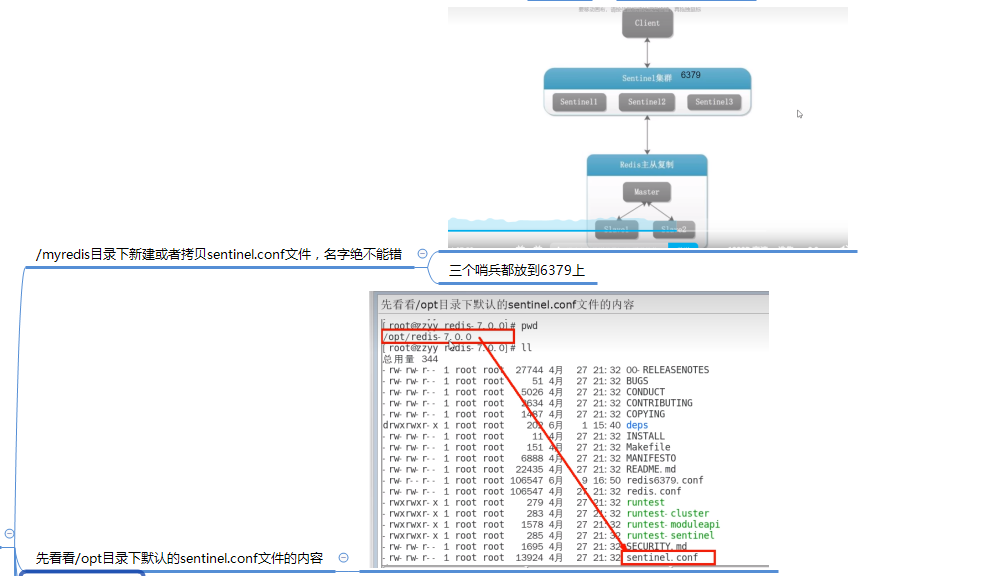 Client
Sentinel集群 6379
Sentinel1 Sentinel2 Sentinel3
Redis主从复制
Master
Slave1 Slave2
/myredis目录下新建或者拷贝sentinel.conf文件，名字绝不能错
三个哨兵都放到6379上
先看看/opt目录下默认的sentinel.conf文件的内容
[root@zzyy redis-7.0.0]# pwd
/opt/redis-7.0.0
[root@zzyy redis-7.0.0]# ll
总用量 344
-rw-rw-r-- 1 root root 27744 4月 27 21:32 00-RELEASENOTES
-rw-rw-r-- 1 root root 51 4月 27 21:32 BUGS
-rw-rw-r-- 1 root root 5026 4月 27 21:32 CONDUCT
-rw-rw-r-- 1 root root 2634 4月 27 21:32 CONTRIBUTING
-rw-rw-r-- 1 root root 1487 4月 27 21:32 COPYING
drwxrwxr-x 8 root root 202 6月 1 15:40 deps
-rw-rw-r-- 1 root root 11 4月 27 21:32 INSTALL
-rw-rw-r-- 1 root root 151 4月 27 21:32 Makefile
-rw-rw-r-- 1 root root 6888 4月 27 21:32 MANIFESTO
-rw-rw-r-- 1 root root 22435 4月 27 21:32 README.md
-rw-r--r-- 1 root root 106547 6月 9 16:50 redis6379.conf
-rw-rw-r-- 1 root root 106547 4月 27 21:32 redis.conf
-rwxrwxr-x 1 root root 279 4月 27 21:32 runtest
-rwxrwxr-x 1 root root 283 4月 27 21:32 runtest-cluster
-rwxrwxr-x 1 root root 1578 4月 27 21:32 runtest-moduleapi
-rwxrwxr-x 1 root root 285 4月 27 21:32 runtest-sentinel
-rw-rw-r-- 1 root root 1695 4月 27 21:32 SECURITY.md
-rw-rw-r-- 1 root root 13924 4月 27 21:32 sentinel.conf
先看看/opt目录下默认的sentinel.conf文件的内容